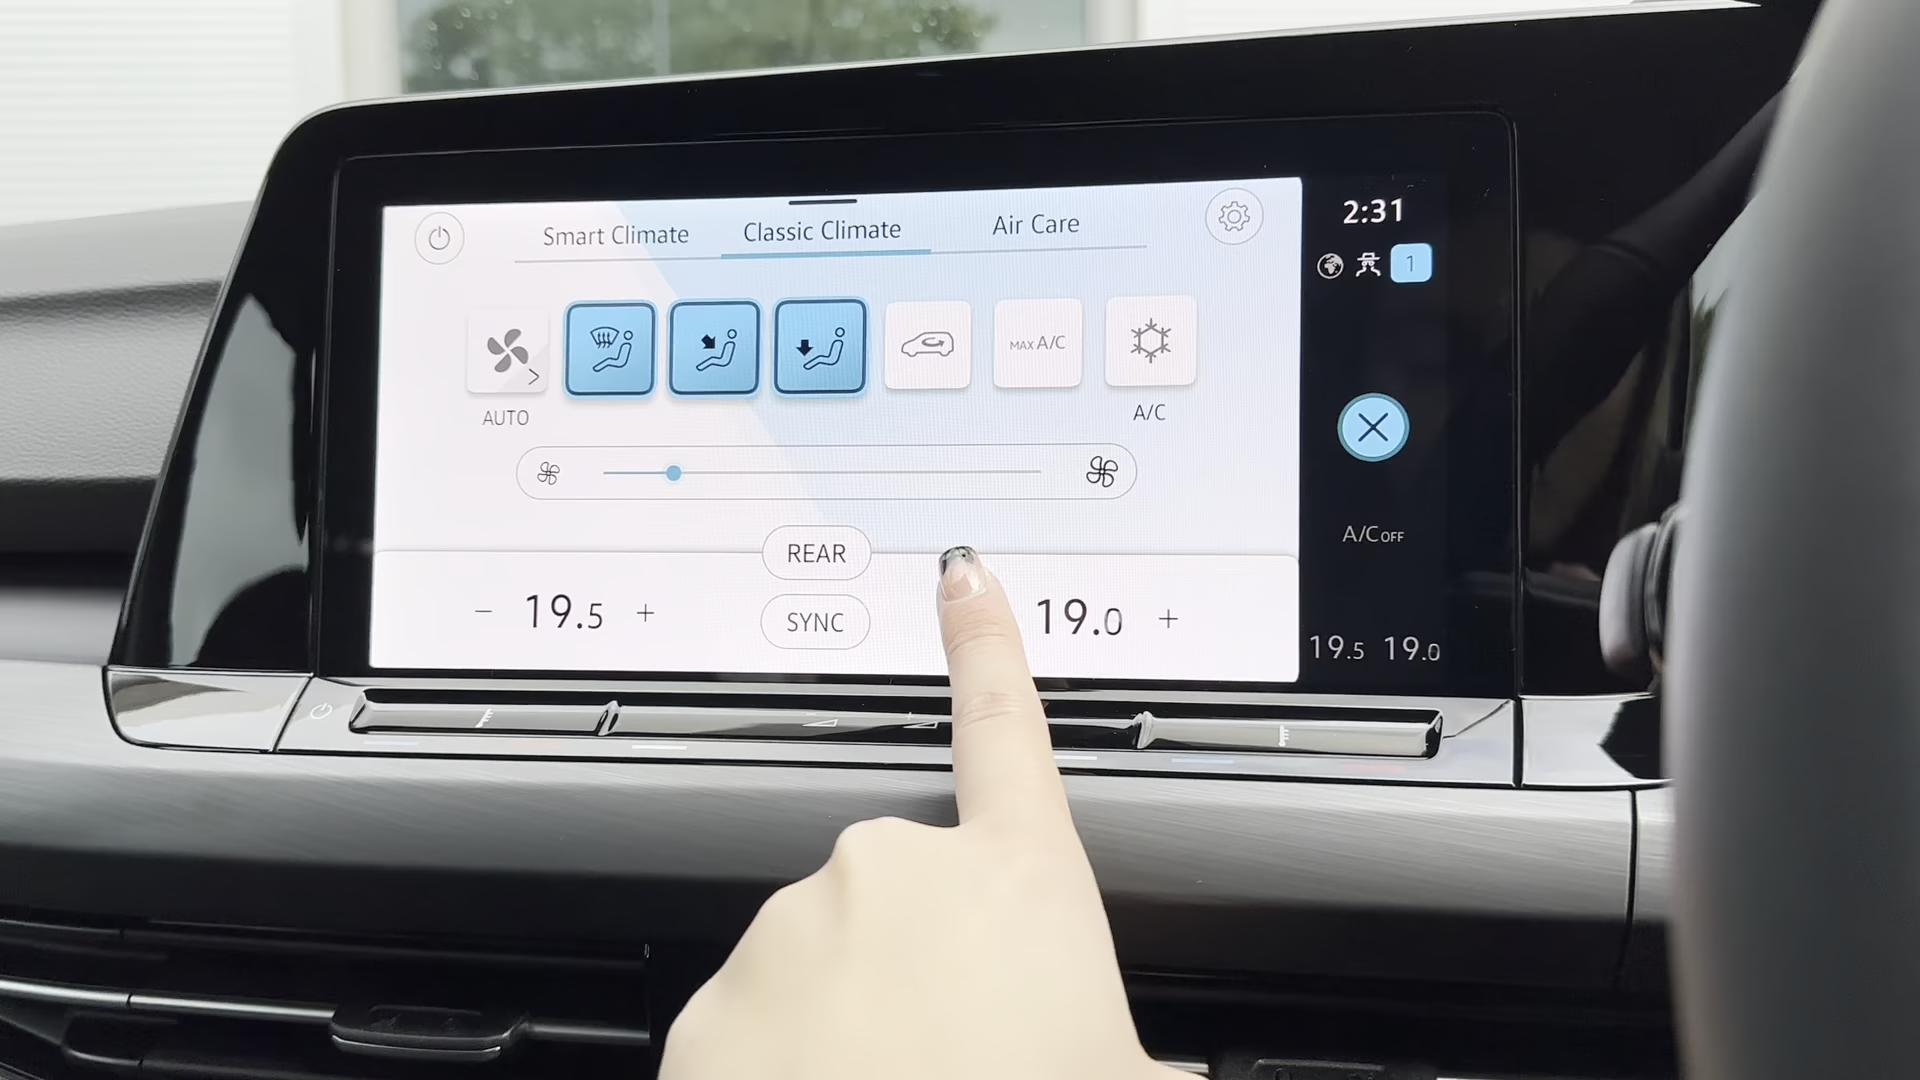 Smart Climate Classic Climate Air Care
2:31
1
MAX A/C
AUTO
A/C
A/C OFF
REAR
− 19.5 +
SYNC
19.0 +
19.5 19.0